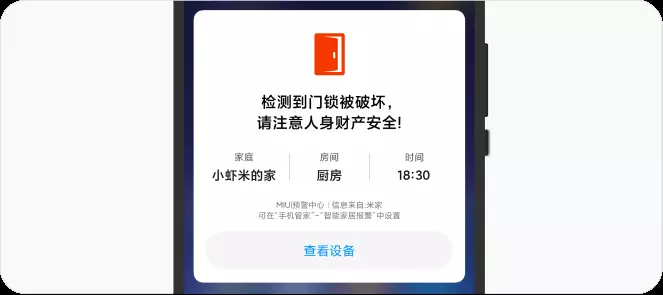 检测到门锁被破坏，
请注意人身财产安全！
家庭 房间 时间
小虾米的家 厨房 18:30
MIUI预警中心 | 信息来自:米家
可在“手机管家”-“智能家居报警”中设置
查看设备